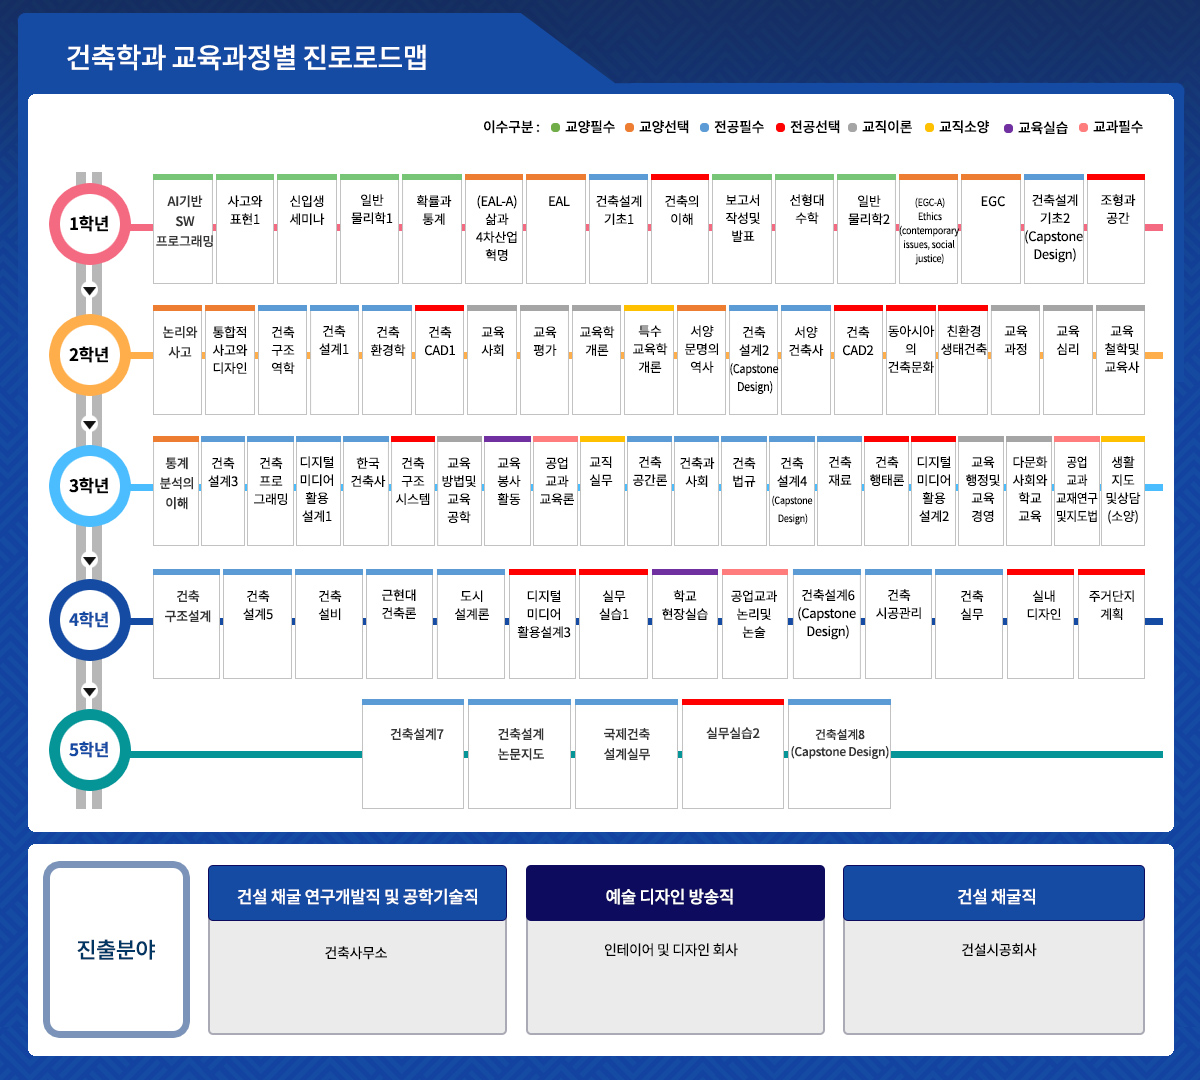 건축학과 교육과정별 진로로드맵
이수구분 : 교양필수 교양선택 전공필수 전공선택 교직이론 교직소양 교육실습 교과필수
1학년
AI기반
SW
프로그래밍
사고와
표현1
신입생
세미나
일반
물리학1
확률과
통계
(EAL-A)
삶과
4차산업
혁명
EAL
건축설계
기초1
건축의
이해
보고서
작성및
발표
선형대
수학
일반
물리학2
(EGC-A)
Ethics
(contemporary
issues, social
justice)
EGC
건축설계
기초2
(Capstone
Design)
조형과
공간
2학년
논리와
사고
통합적
사고와
디자인
건축
구조
역학
건축
설계1
건축
환경학
건축
CAD1
교육
사회
교육
평가
교육학
개론
특수
교육학
개론
서양
문명의
역사
건축
설계2
(Capstone
Design)
서양
건축사
건축
CAD2
동아시아
의
건축문화
친환경
생태건축
교육
과정
교육
심리
교육
철학및
교육사
3학년
통계
분석의
이해
건축
설계3
건축
프로
그래밍
디지털
미디어
활용
설계1
한국
건축사
건축
구조
시스템
교육
방법및
교육
공학
교육
봉사
활동
공업
교과
교육론
교직
실무
건축
공간론
건축과
사회
건축
법규
건축
설계4
(Capstone
Design)
건축
재료
건축
행태론
디지털
미디어
활용
설계2
교육
행정및
교육
경영
다문화
사회와
학교
교육
공업
교과
교재연구
및지도법
생활
지도
및상담
(소양)
4학년
건축
구조설계
건축
설계5
건축
설비
근현대
건축론
도시
설계론
디지털
미디어
활용설계3
실무
실습1
학교
현장실습
공업교과
논리및
논술
건축설계6
(Capstone
Design)
건축
시공관리
건축
실무
실내
디자인
주거단지
계획
5학년
건축설계7
건축설계
논문지도
국제건축
설계실무
실무실습2
건축설계8
(Capstone Design)
진출분야
건설 채굴 연구개발직 및 공학기술직
건축사무소
예술 디자인 방송직
인테이어 및 디자인 회사
건설 채굴직
건설시공회사